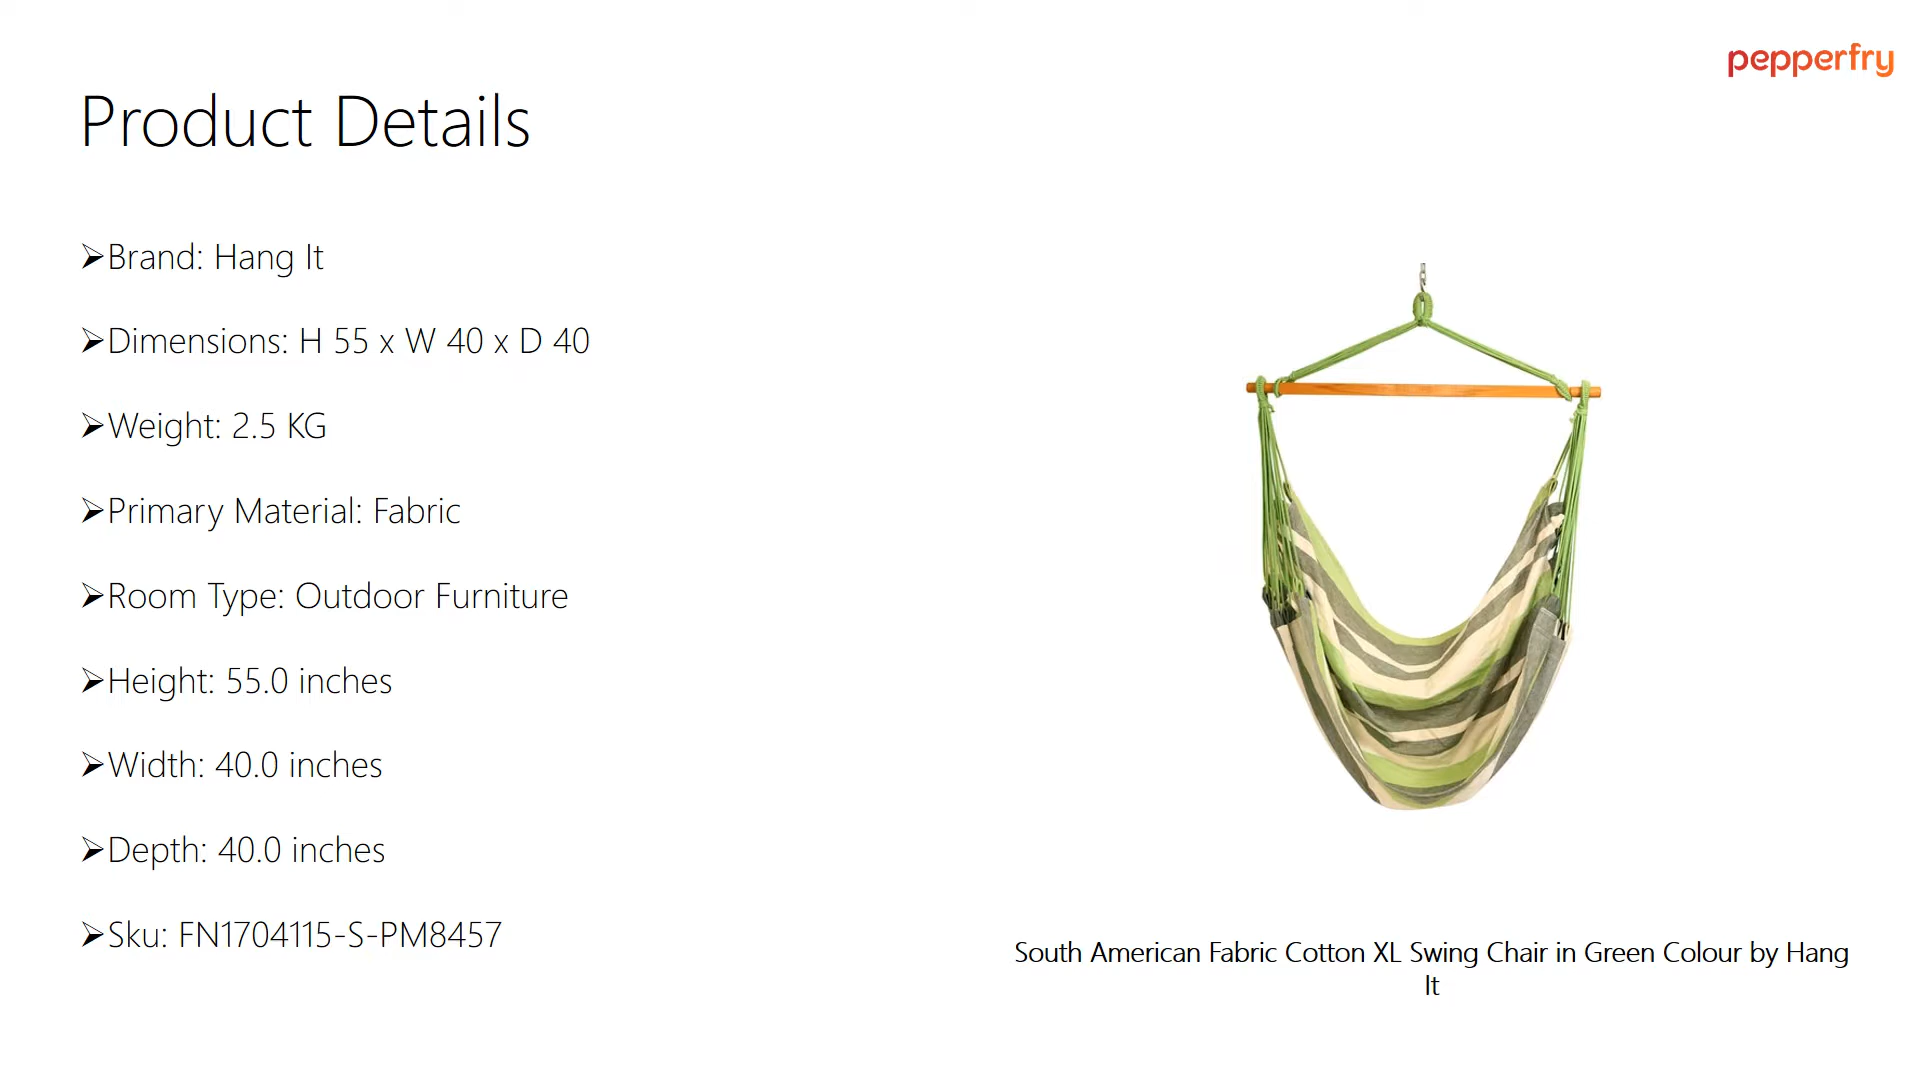 pepperfry
Product Details
➢Brand: Hang It
➢Dimensions: H 55 x W 40 x D 40
➢Weight: 2.5 KG
➢Primary Material: Fabric
➢Room Type: Outdoor Furniture
➢Height: 55.0 inches
➢Width: 40.0 inches
➢Depth: 40.0 inches
➢Sku: FN1704115-S-PM8457
South American Fabric Cotton XL Swing Chair in Green Colour by Hang
It